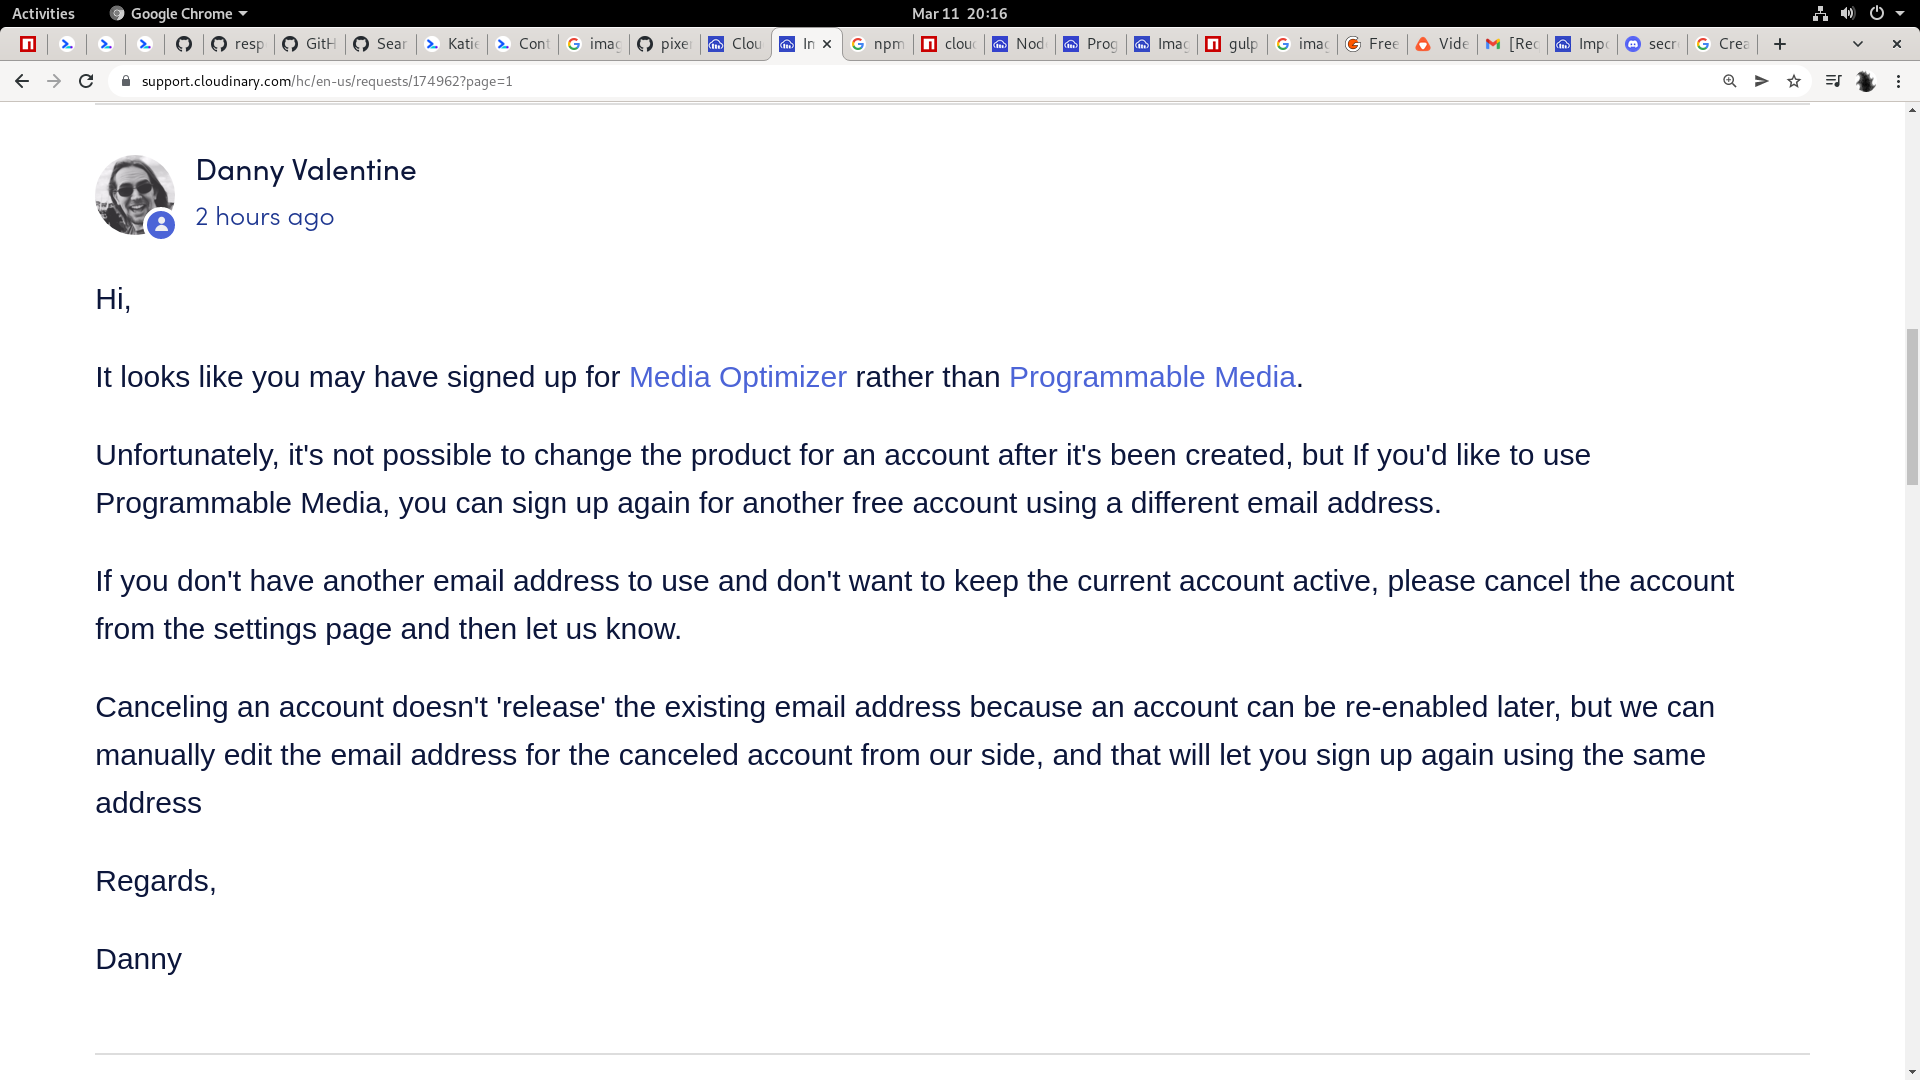 Activities Google Chrome Mar 11 20:16
resp GitH Sear Katie Cont imag pixe Clou In npm clou Node Prog Imag gulp imag Free Vide [Rec Impo secr Crea
support.cloudinary.com/hc/en-us/requests/174962?page=1
Danny Valentine
2 hours ago
Hi,
It looks like you may have signed up for Media Optimizer rather than Programmable Media.
Unfortunately, it's not possible to change the product for an account after it's been created, but If you'd like to use
Programmable Media, you can sign up again for another free account using a different email address.
If you don't have another email address to use and don't want to keep the current account active, please cancel the account
from the settings page and then let us know.
Canceling an account doesn't 'release' the existing email address because an account can be re-enabled later, but we can
manually edit the email address for the canceled account from our side, and that will let you sign up again using the same
address
Regards,
Danny